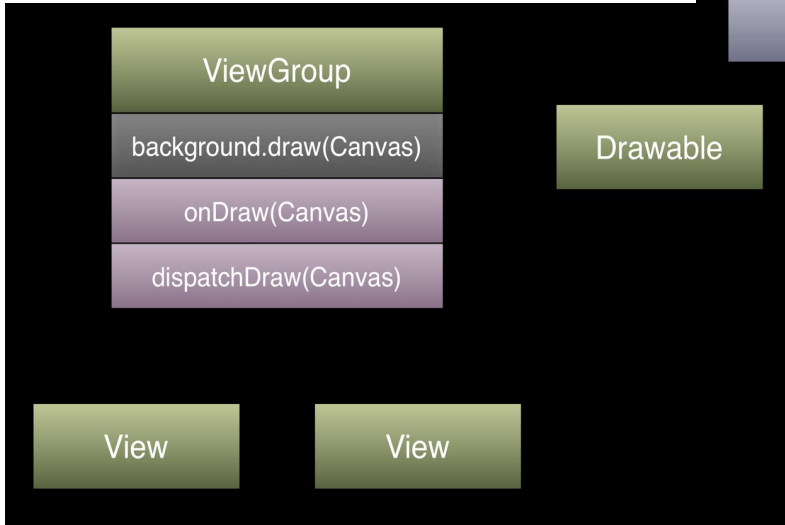 ViewGroup
background.draw(Canvas)
Drawable
onDraw(Canvas)
dispatchDraw(Canvas)
View
View